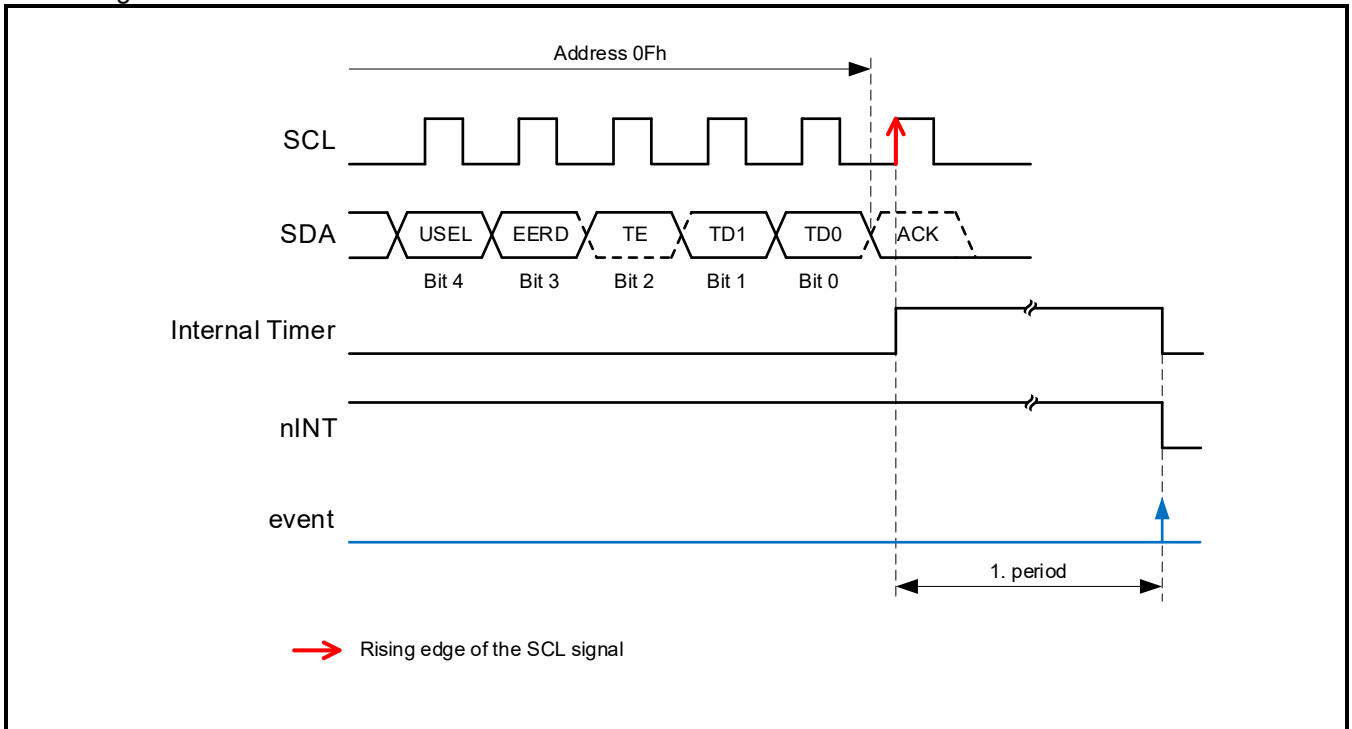 Address 0Fh
SCL
SDA
USEL EERD TE TD1 TD0 ACK
Bit 4 Bit 3 Bit 2 Bit 1 Bit 0
Internal Timer
nINT
event
1. period
Rising edge of the SCL signal